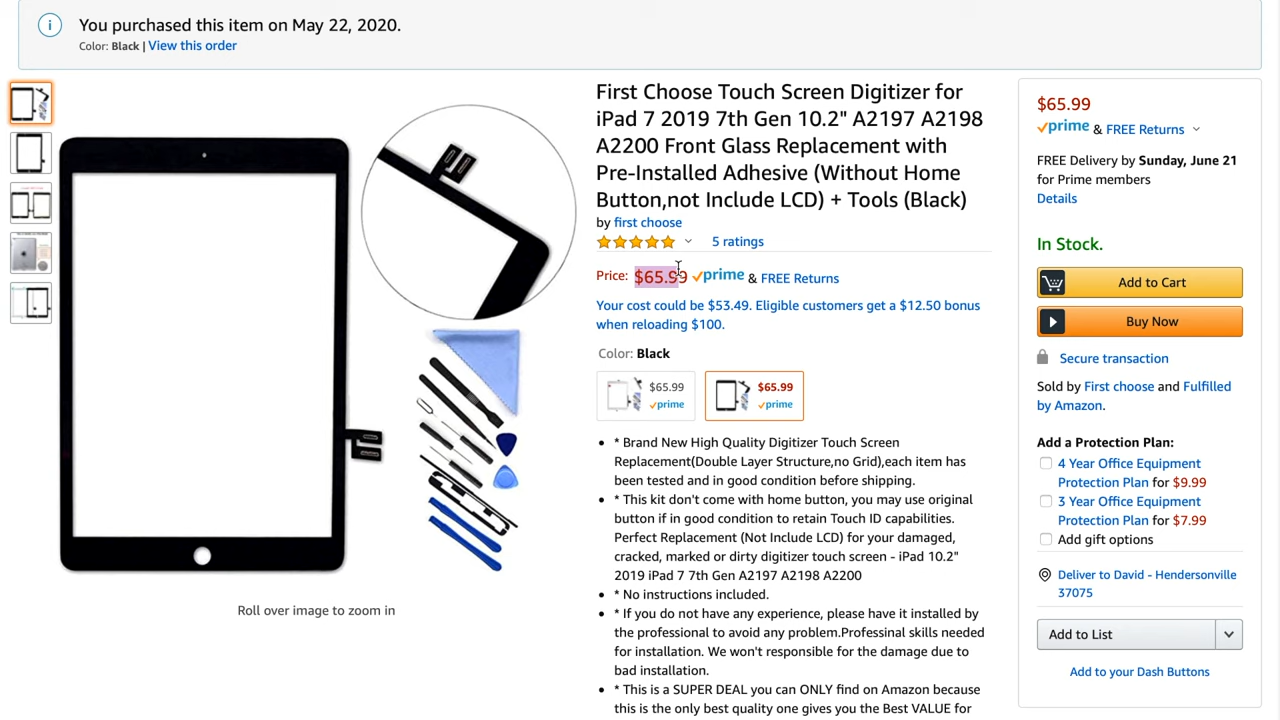 You purchased this item on May 22, 2020.
Color: Black | View this order
First Choose Touch Screen Digitizer for
iPad 7 2019 7th Gen 10.2" A2197 A2198
A2200 Front Glass Replacement with
Pre-Installed Adhesive (Without Home
Button,not Include LCD) + Tools (Black)
by first choose
5 ratings
Price: $65.99 prime & FREE Returns
Your cost could be $53.49. Eligible customers get a $12.50 bonus
when reloading $100.
Color: Black
$65.99
prime
$65.99
prime
* Brand New High Quality Digitizer Touch Screen
Replacement(Double Layer Structure,no Grid),each item has
been tested and in good condition before shipping.
* This kit don't come with home button, you may use original
button if in good condition to retain Touch ID capabilities.
Perfect Replacement (Not Include LCD) for your damaged,
cracked, marked or dirty digitizer touch screen - iPad 10.2"
2019 iPad 7 7th Gen A2197 A2198 A2200
* No instructions included.
* If you do not have any experience, please have it installed by
the professional to avoid any problem.Professinal skills needed
for installation. We won't responsible for the damage due to
bad installation.
* This is a SUPER DEAL you can ONLY find on Amazon because
this is the only best quality one gives you the Best VALUE for
Roll over image to zoom in
$65.99
prime & FREE Returns
FREE Delivery by Sunday, June 21
for Prime members
Details
In Stock.
Add to Cart
Buy Now
Secure transaction
Sold by First choose and Fulfilled
by Amazon.
Add a Protection Plan:
4 Year Office Equipment
Protection Plan for $9.99
3 Year Office Equipment
Protection Plan for $7.99
Add gift options
Deliver to David - Hendersonville
37075
Add to List
Add to your Dash Buttons